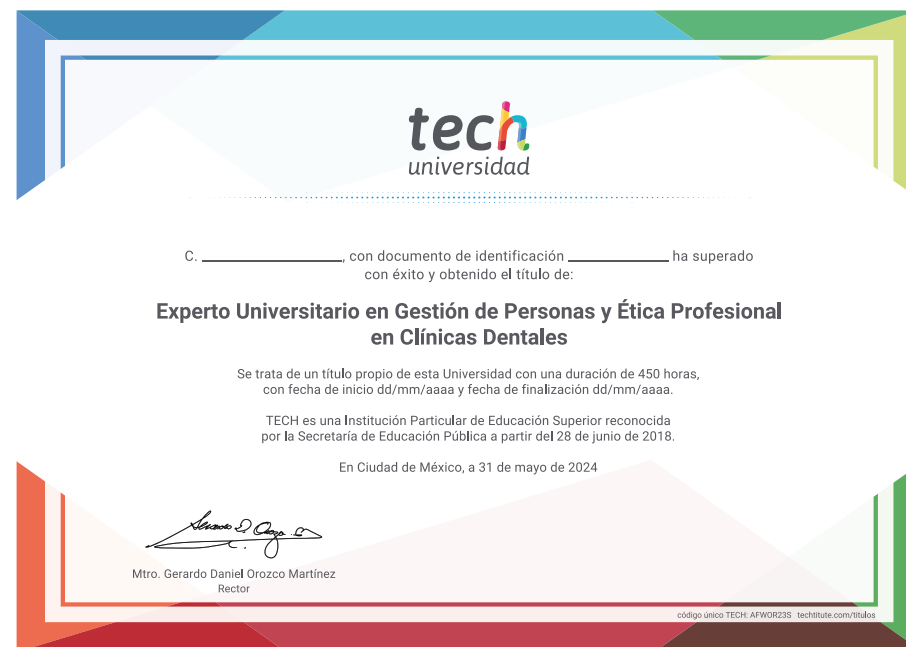 tech
universidad
C. ____________, con documento de identificación ____________ ha superado
con éxito y obtenido el título de:
Experto Universitario en Gestión de Personas y Ética Profesional
en Clínicas Dentales
Se trata de un título propio de esta Universidad con una duración de 450 horas,
con fecha de inicio dd/mm/aaaa y fecha de finalización dd/mm/aaaa.
TECH es una Institución Particular de Educación Superior reconocida
por la Secretaría de Educación Pública a partir del 28 de junio de 2018.
En Ciudad de México, a 31 de mayo de 2024
Mtro. Gerardo Daniel Orozco Martínez
Rector
código único TECH: AFWOR23S techtitute.com/titulos